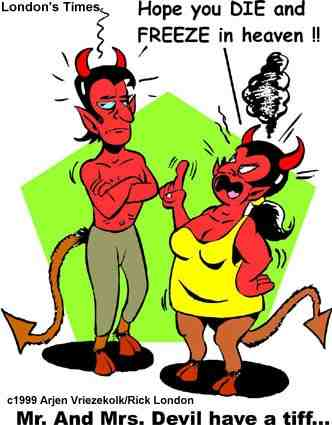 London's Times
Hope you DIE and
FREEZE in heaven !!
c1999 Arjen Vriezekolk/Rick London
Mr. And Mrs. Devil have a tiff...